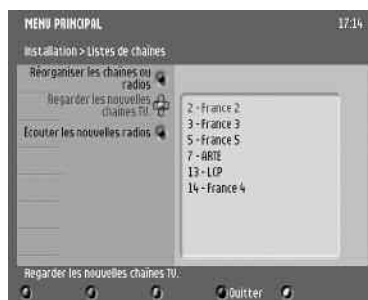 MENU PRINCIPAL 17:14
Installation > Listes de chaînes
Réorganiser les chaînes ou
radios
Regarder les nouvelles
chaînes TV.
Ecouter les nouvelles radios
2 - France 2
3 - France 3
5 - France 5
7 - ARTE
13 - LCP
14 - France 4
Regarder les nouvelles chaînes TV.
Quitter